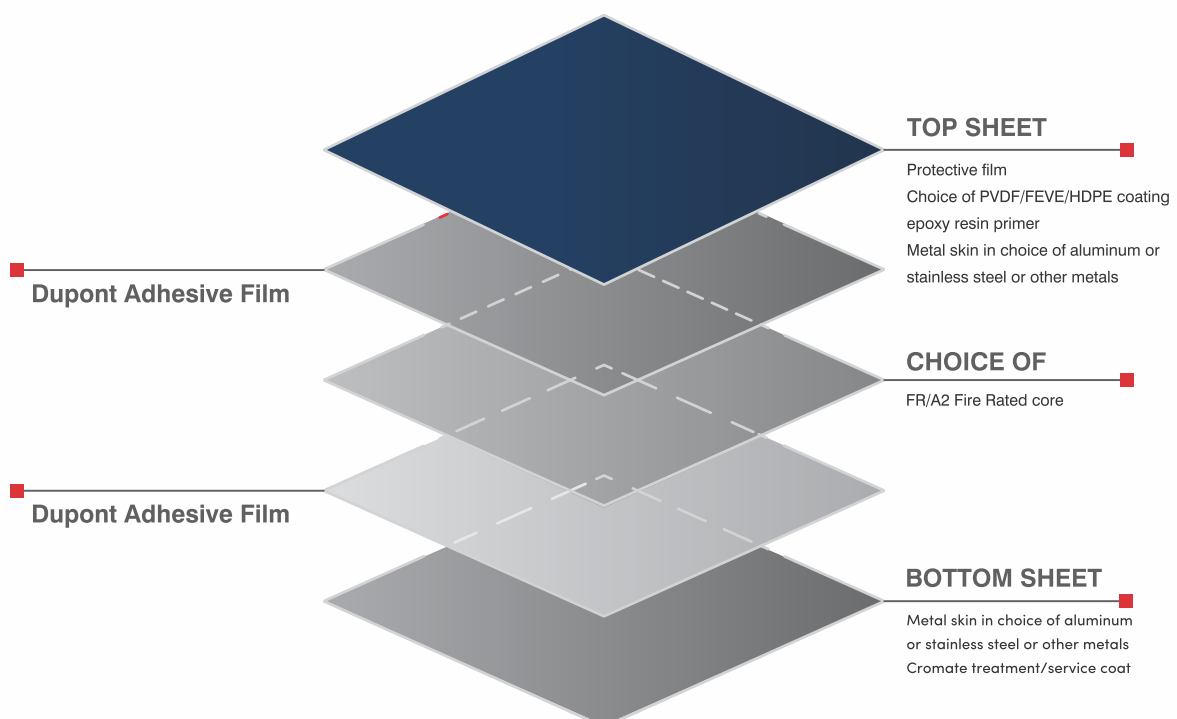 TOP SHEET
Protective film
Choice of PVDF/FEVE/HDPE coating
epoxy resin primer
Metal skin in choice of aluminum or
stainless steel or other metals
Dupont Adhesive Film
CHOICE OF
FR/A2 Fire Rated core
Dupont Adhesive Film
BOTTOM SHEET
Metal skin in choice of aluminum
or stainless steel or other metals
Cromate treatment/service coat